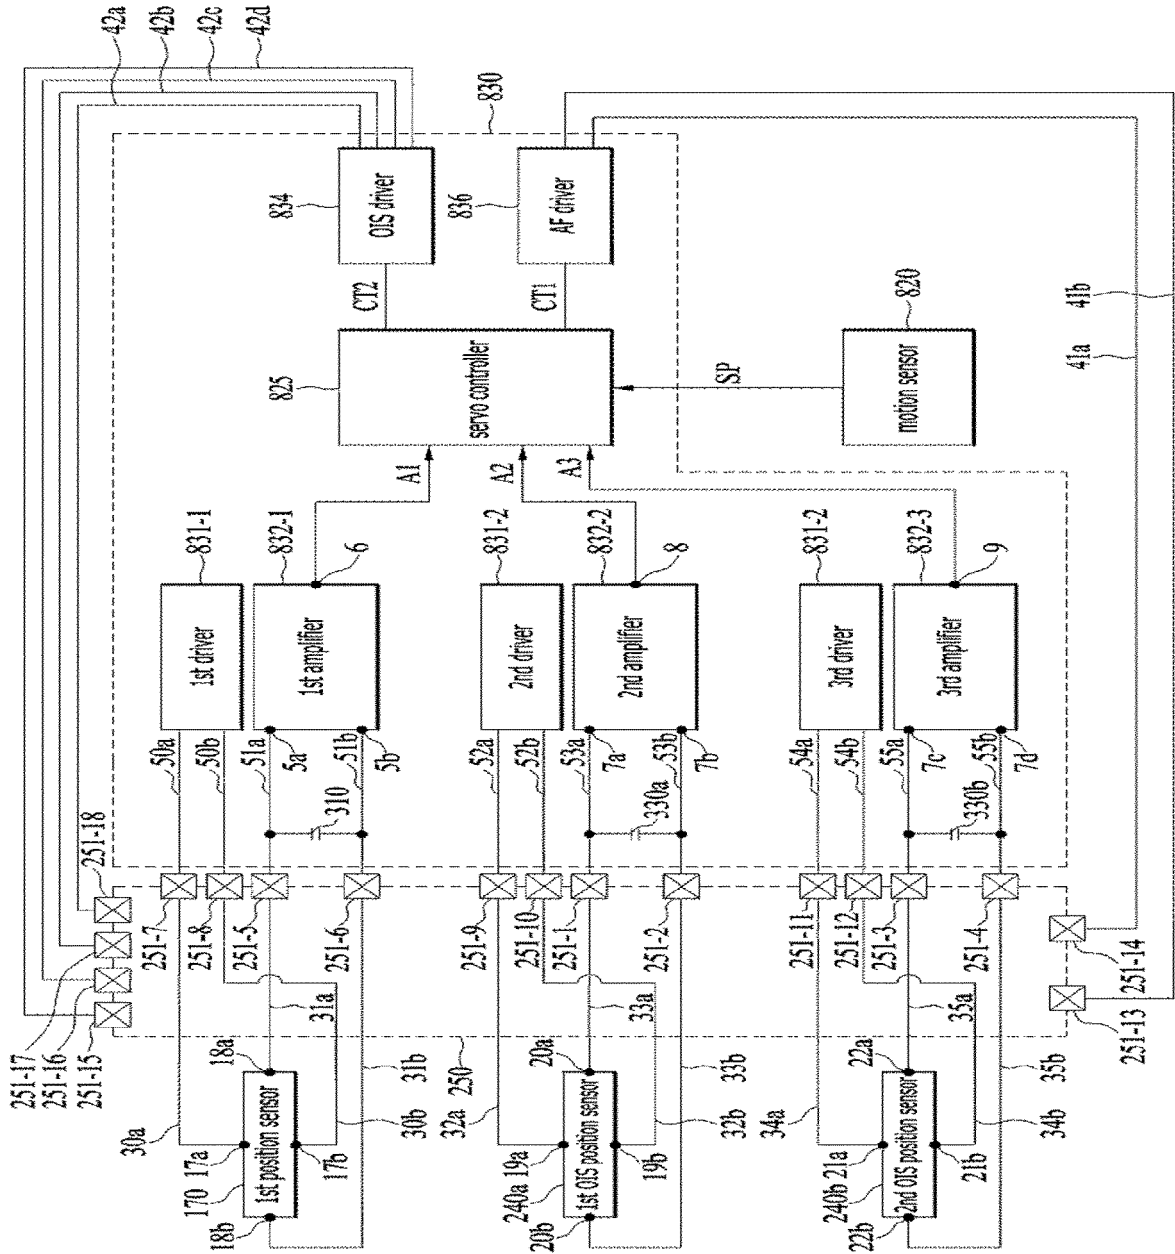 42a
42b
42c
42d
830
834
OIS driver
836
AF driver
CT2
CT1
825
servo controller
820
motion sensor
SP
41b
41a
A1
A2
A3
831-1
1st driver
832-1
1st amplifier
6
831-2
2nd driver
832-2
2nd amplifier
8
831-2
3rd driver
832-3
3rd amplifier
9
50a
50b
51a
5a
51b
5b
310
52a
52b
53a
7a
53b
7b
330a
54a
54b
55a
7c
55b
7d
330b
251-18
251-7
251-8
251-5
251-6
251-9
251-10
251-1
251-2
251-11
251-12
251-3
251-4
251-14
251-13
251-17
251-16
251-15
250
31a
33a
35a
30a
170
17a
1st position sensor
18a
17b
18b
30b
31b
32a
240a
19a
1st OIS position sensor
20a
19b
20b
32b
33b
34a
240b
21a
2nd OIS position sensor
22a
21b
22b
34b
35b